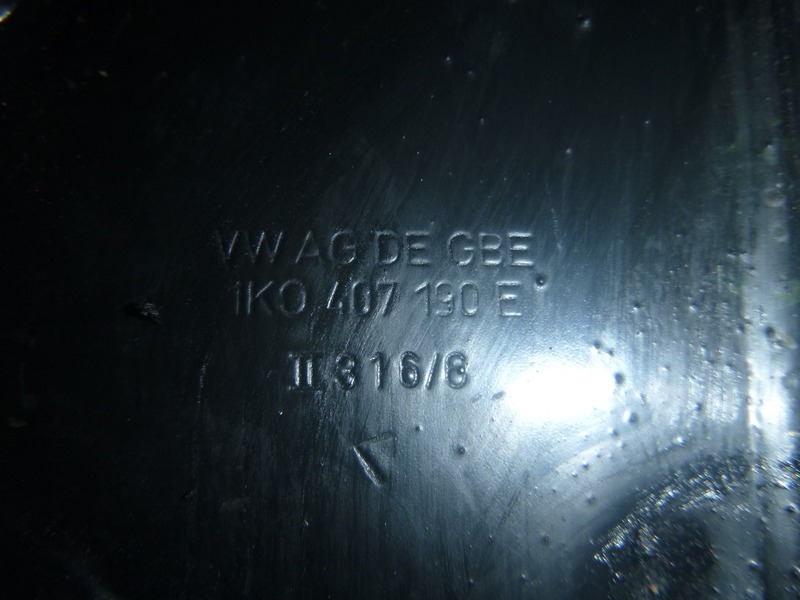 VW AG DE GBE
1K0 407 190 E
II 316/8